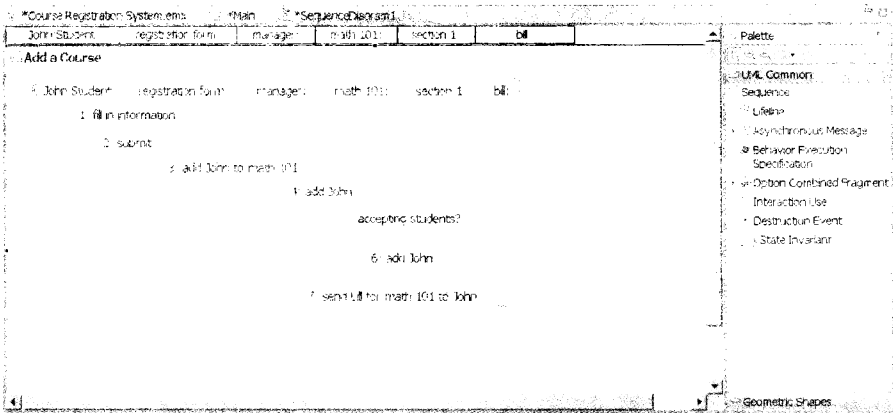 *Course Registration System.emx *Main *SequenceDiagram1
John Student registration form manager: math 101: section 1 bill
Add a Course
John Student registration form manager: math 101: section 1 bill:
1: fill in information
2: submit
3: add John to math 101
4: add John
accepting students?
6: add John
7: send bill for math 101 to John
Palette
UML Common
Sequence
Lifeline
Asynchronous Message
Behavior Execution
Specification
Option Combined Fragment
Interaction Use
Destruction Event
State Invariant
Geometric Shapes